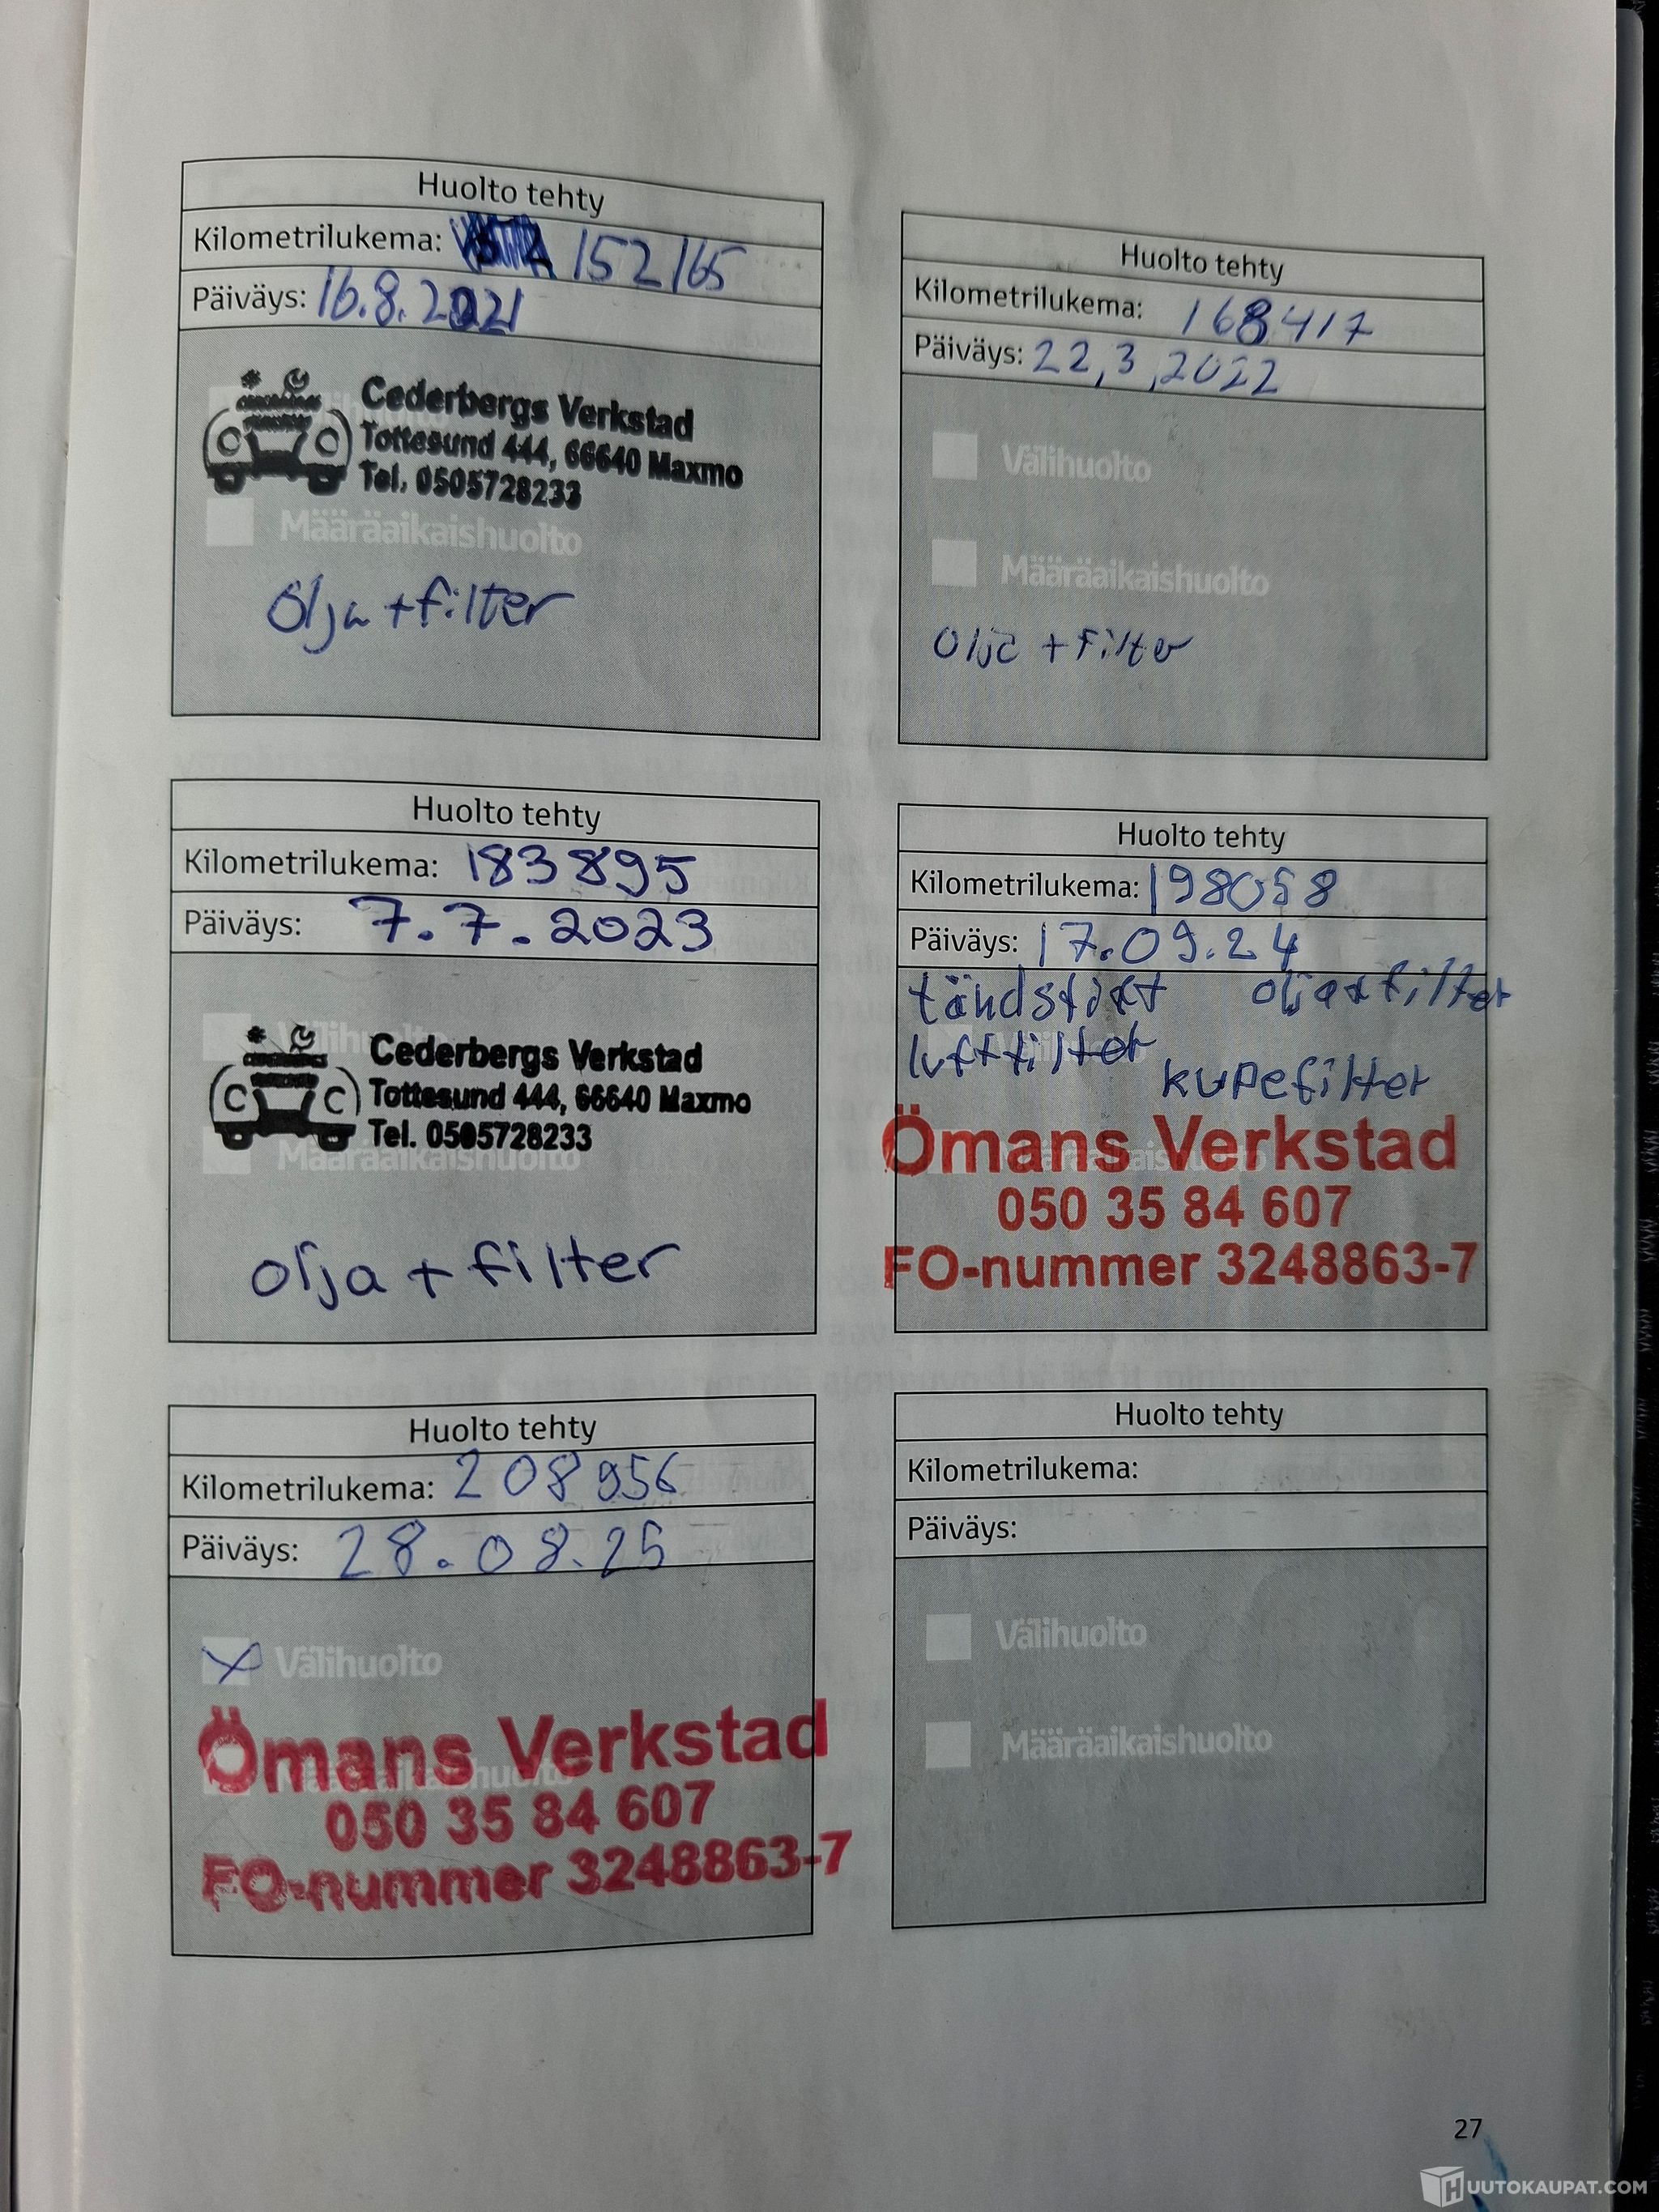 Huolto tehty
Kilometrilukema: 152165
Päiväys: 16.8.2021
Cederbergs Verkstad
Tottesund 444, 66640 Maxmo
Tel. 0505728233
Määräaikaishuolto
Olja + filter
Huolto tehty
Kilometrilukema: 168417
Päiväys: 22,3,2022
Välihuolto
Määräaikaishuolto
olja + filter
Huolto tehty
Kilometrilukema: 183895
Päiväys: 7.7.2023
Välihuolto
Cederbergs Verkstad
Tottesund 444, 66640 Maxmo
Tel. 0505728233
Määräaikaishuolto
olja + filter
Huolto tehty
Kilometrilukema: 198058
Päiväys: 17.09.24
tändstift olja+filter
luftfilter
kupefilter
Ömans Verkstad
050 35 84 607
FO-nummer 3248863-7
Huolto tehty
Kilometrilukema: 208956
Päiväys: 28.08.25
Välihuolto
Ömans Verkstad
Määräaikaishuolto
050 35 84 607
FO-nummer 3248863-7
Huolto tehty
Kilometrilukema:
Päiväys:
Välihuolto
Määräaikaishuolto
27
HUUTOKAUPAT.COM